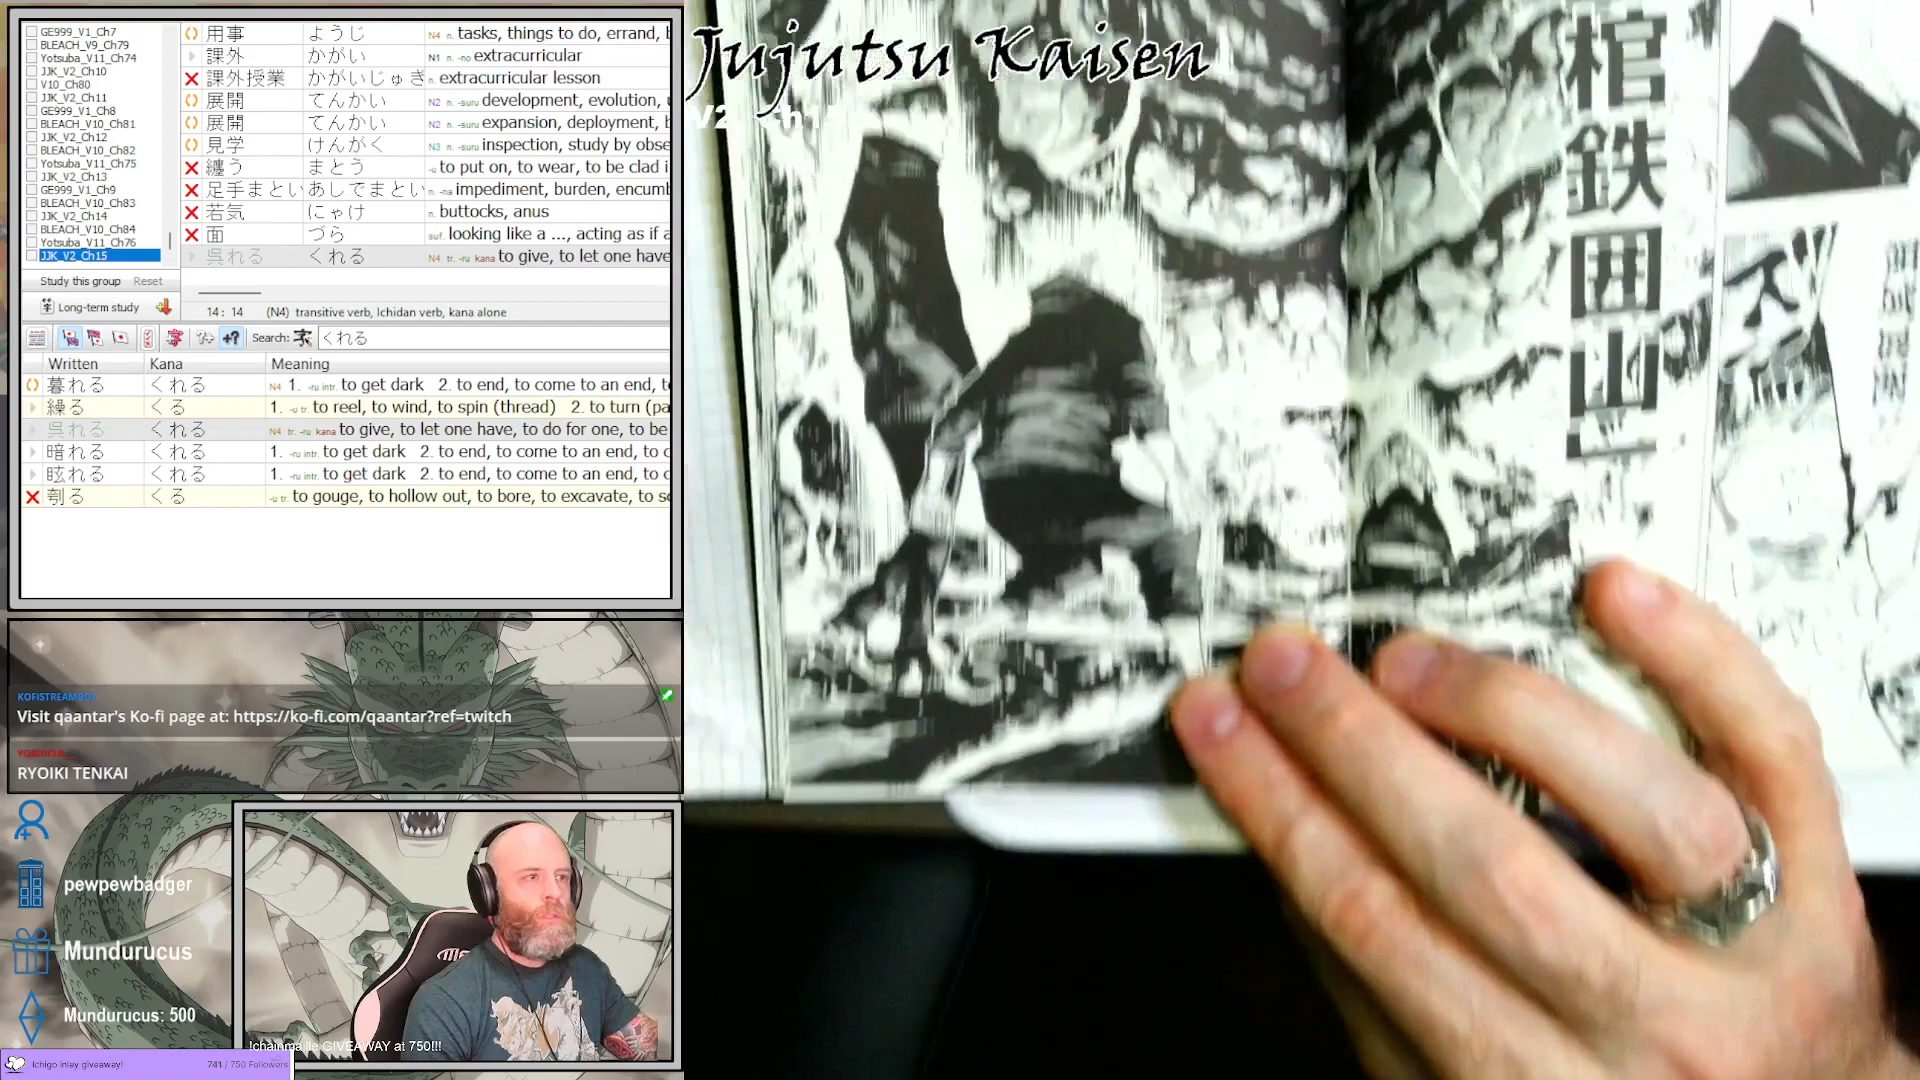 GE999_V1_Ch7
BLEACH_V9_Ch79
Yotsuba_V11_Ch74
JJK_V2_Ch10
V10_Ch80
JJK_V2_Ch11
GE999_V1_Ch8
BLEACH_V10_Ch81
JJK_V2_Ch12
BLEACH_V10_Ch82
Yotsuba_V11_Ch75
JJK_V2_Ch13
GE999_V1_Ch9
BLEACH_V10_Ch83
JJK_V2_Ch14
BLEACH_V10_Ch84
Yotsuba_V11_Ch76
JJK_V2_Ch15
Study this group Reset
Long-term study
用事 ようじ N4 n. tasks, things to do, errand,
課外 かがい N1 n. -no extracurricular
課外授業 かがいじゅぎ n. extracurricular lesson
展開 てんかい N2 n. -suru development, evolution,
展開 てんかい N2 n. -suru expansion, deployment,
見学 けんがく N3 n. -suru inspection, study by obse
纏う まとう -u to put on, to wear, to be clad i
足手まとい あしでまとい n. -na impediment, burden, encumb
若気 にゃけ n. buttocks, anus
面 づら suf. looking like a ..., acting as if a
呉れる くれる N4 tr. -ru kana to give, to let one have
14: 14 (N4) transitive verb, Ichidan verb, kana alone
Search: 字 くれる
Written Kana Meaning
暮れる くれる N4 1. -ru intr. to get dark 2. to end, to come to an end, t
繰る くる 1. -u tr. to reel, to wind, to spin (thread) 2. to turn (pa
呉れる くれる N4 tr. -ru kana to give, to let one have, to do for one, to be
暗れる くれる 1. -ru intr. to get dark 2. to end, to come to an end, to c
眩れる くれる 1. -ru intr. to get dark 2. to end, to come to an end, to c
刳る くる -u tr. to gouge, to hollow out, to bore, to excavate, to sc
KOFISTREAMBOT
Visit qaantar's Ko-fi page at: https://ko-fi.com/qaantar?ref=twitch
RYOIKI TENKAI
pewpewbadger
Mundurucus
Mundurucus: 500
!chainmaille GIVEAWAY at 750!!!
Ichigo inlay giveaway! 741 / 750 Followers
Jujutsu Kaisen
棺鉄囲山